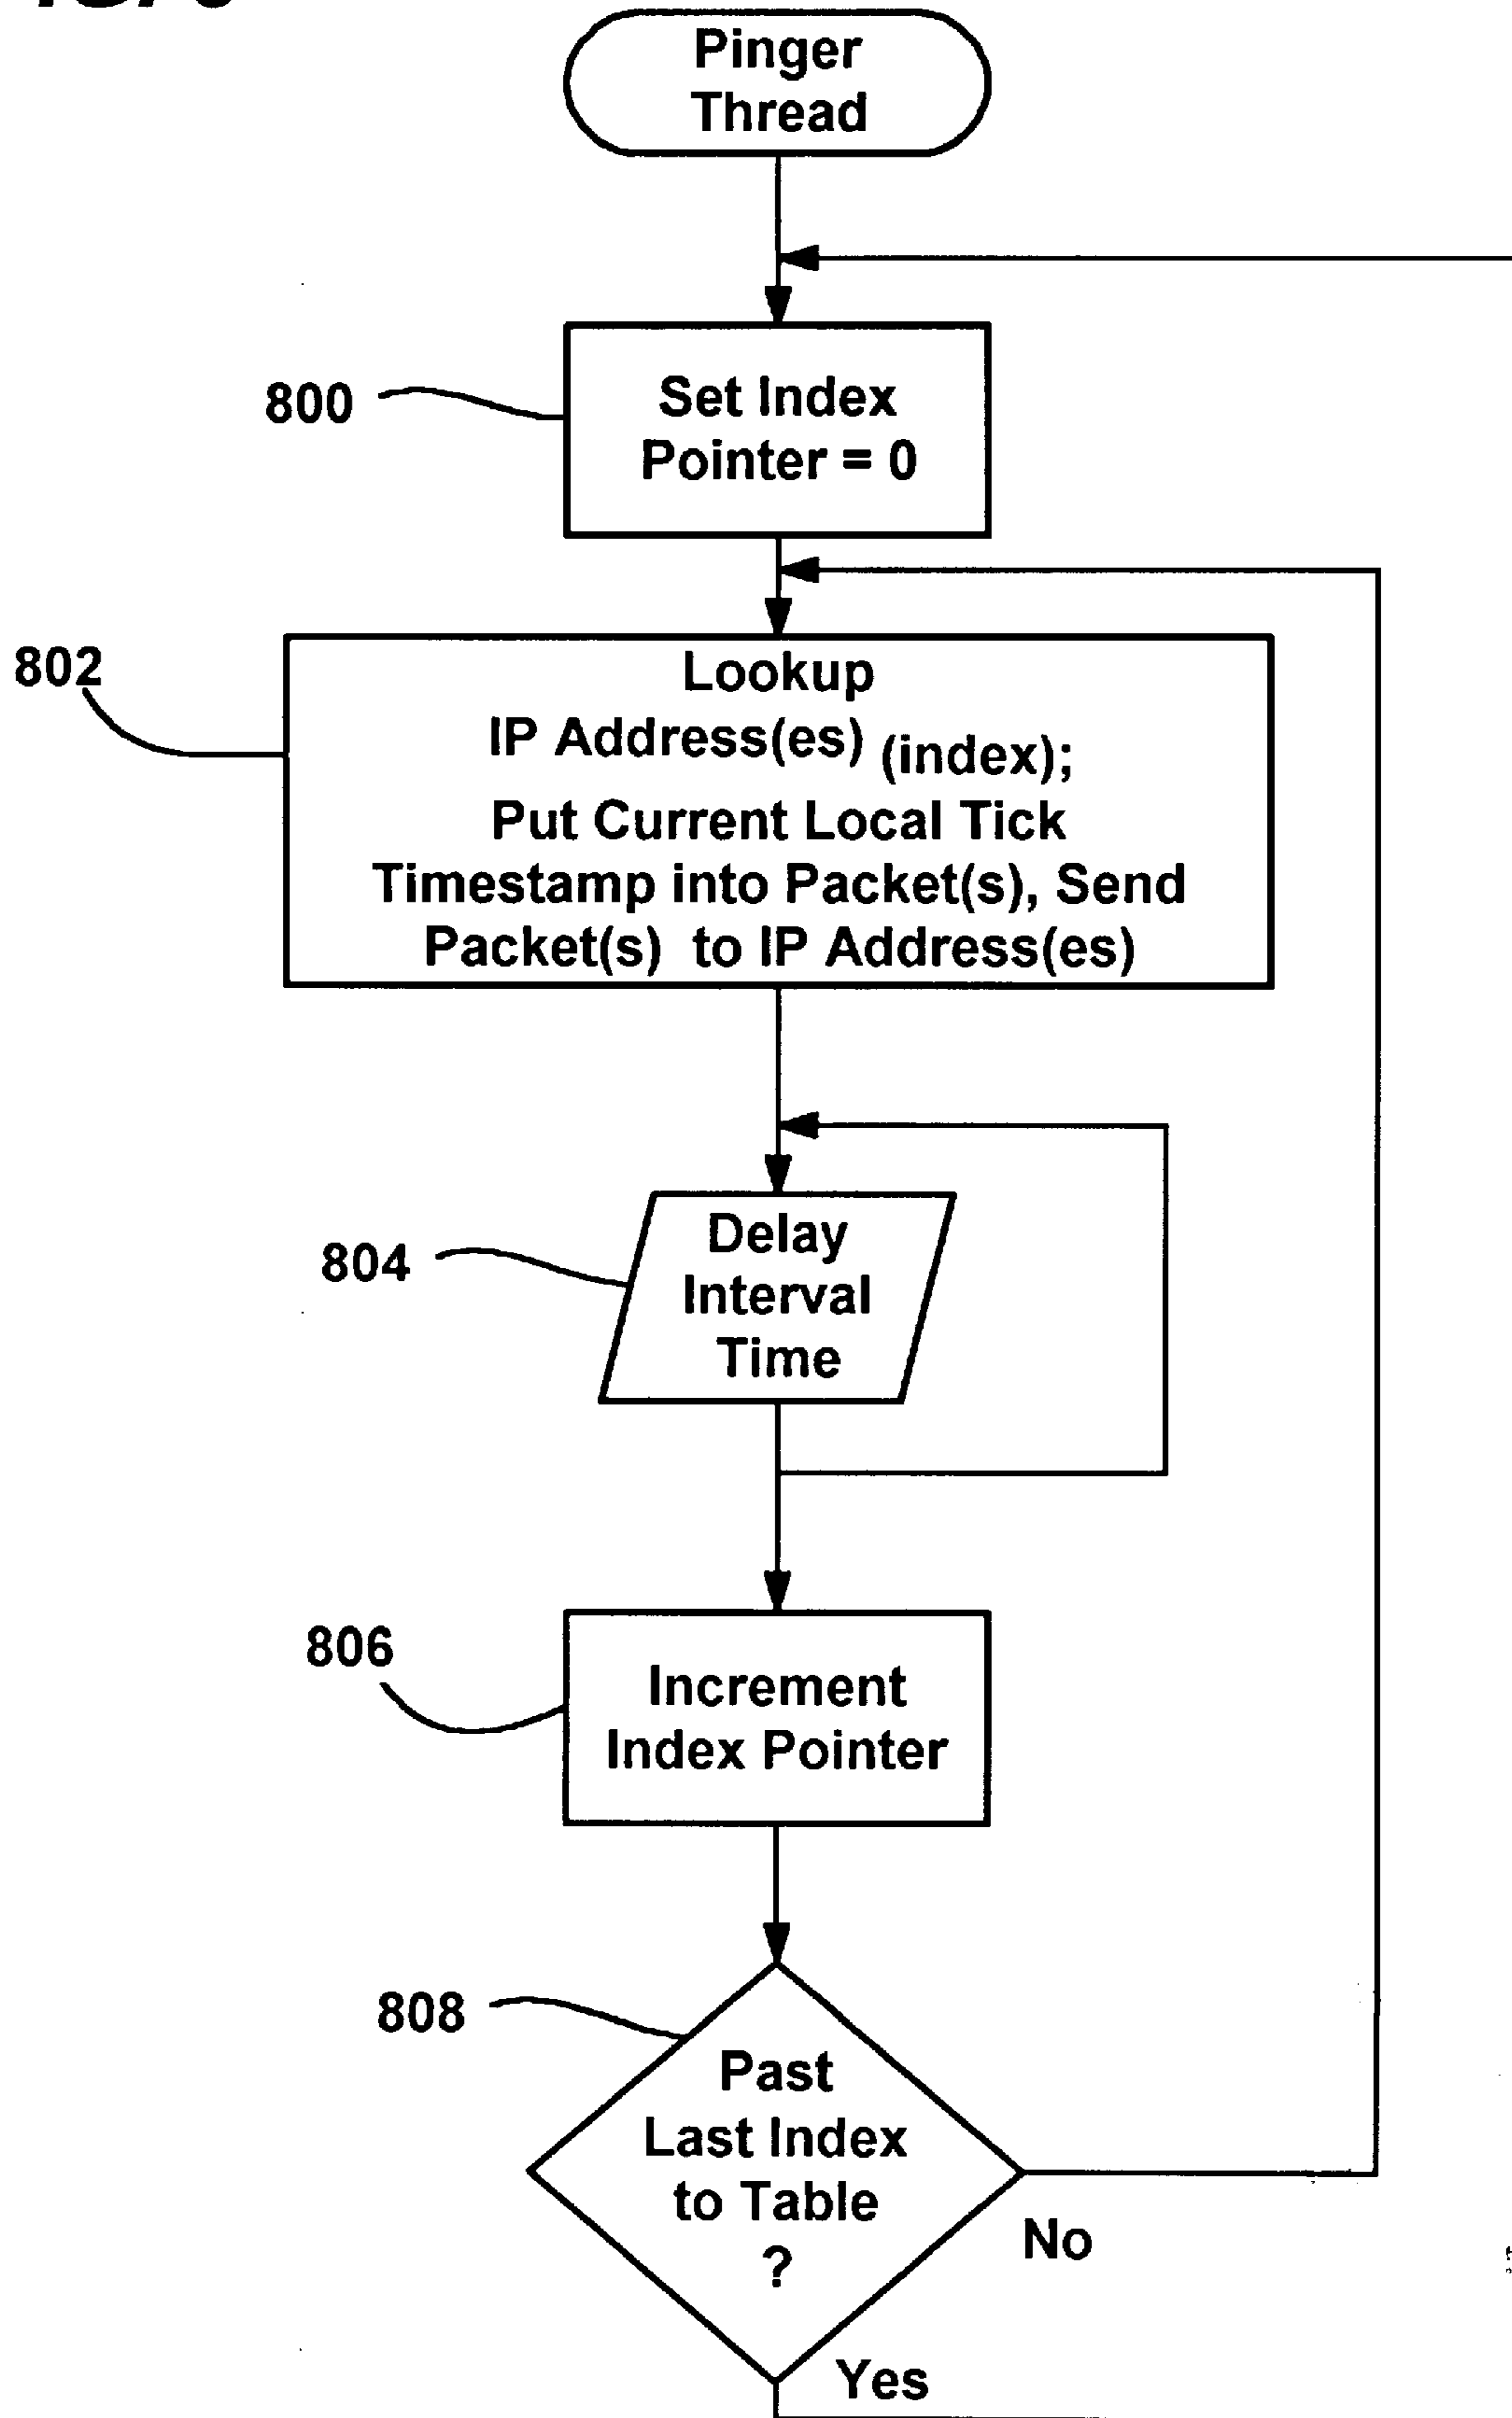 Pinger
Thread
800
Set Index
Pointer = 0
802
Lookup
IP Address(es) (index);
Put Current Local Tick
Timestamp into Packet(s), Send
Packet(s) to IP Address(es)
804
Delay
Interval
Time
806
Increment
Index Pointer
808
Past
Last Index
to Table
?
No
Yes